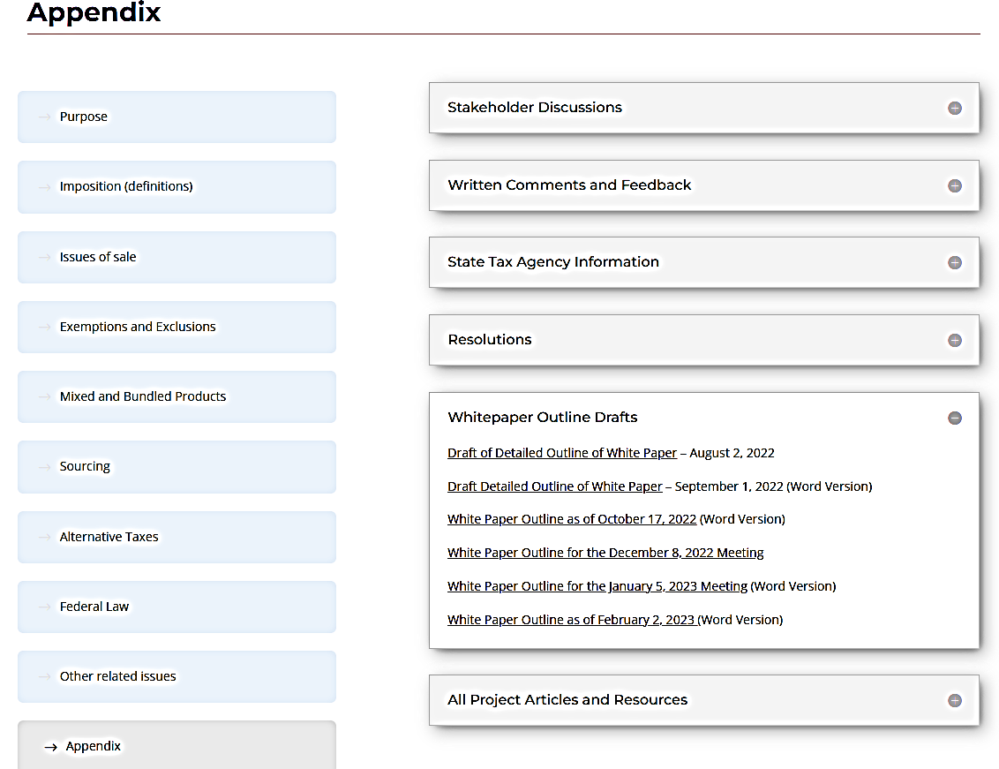 Appendix
Purpose
Imposition (definitions)
Issues of sale
Exemptions and Exclusions
Mixed and Bundled Products
Sourcing
Alternative Taxes
Federal Law
Other related issues
→ Appendix
Stakeholder Discussions
Written Comments and Feedback
State Tax Agency Information
Resolutions
Whitepaper Outline Drafts
Draft of Detailed Outline of White Paper – August 2, 2022
Draft Detailed Outline of White Paper – September 1, 2022 (Word Version)
White Paper Outline as of October 17, 2022 (Word Version)
White Paper Outline for the December 8, 2022 Meeting
White Paper Outline for the January 5, 2023 Meeting (Word Version)
White Paper Outline as of February 2, 2023 (Word Version)
All Project Articles and Resources